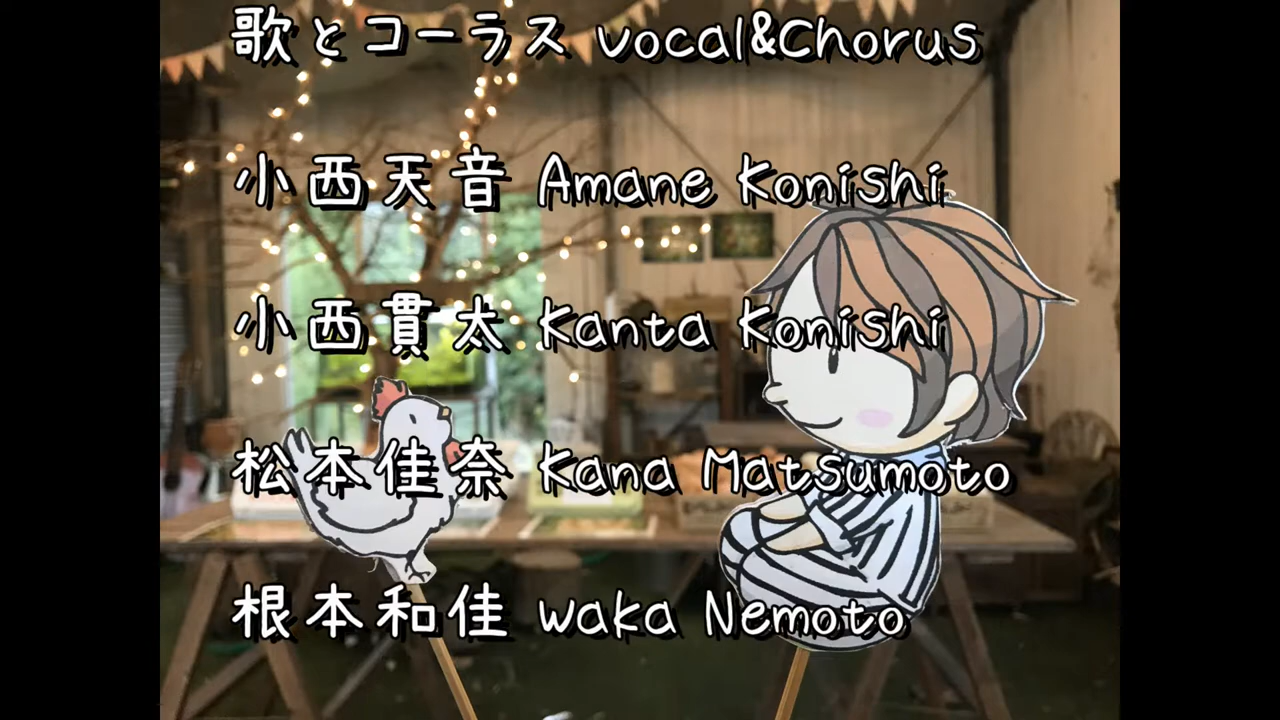 歌とコーラス vocal&Chorus
小西天音 Amane Konishi
小西貫太 Kanta Konishi
松本佳奈 Kana Matsumoto
根本和佳 waka Nemoto